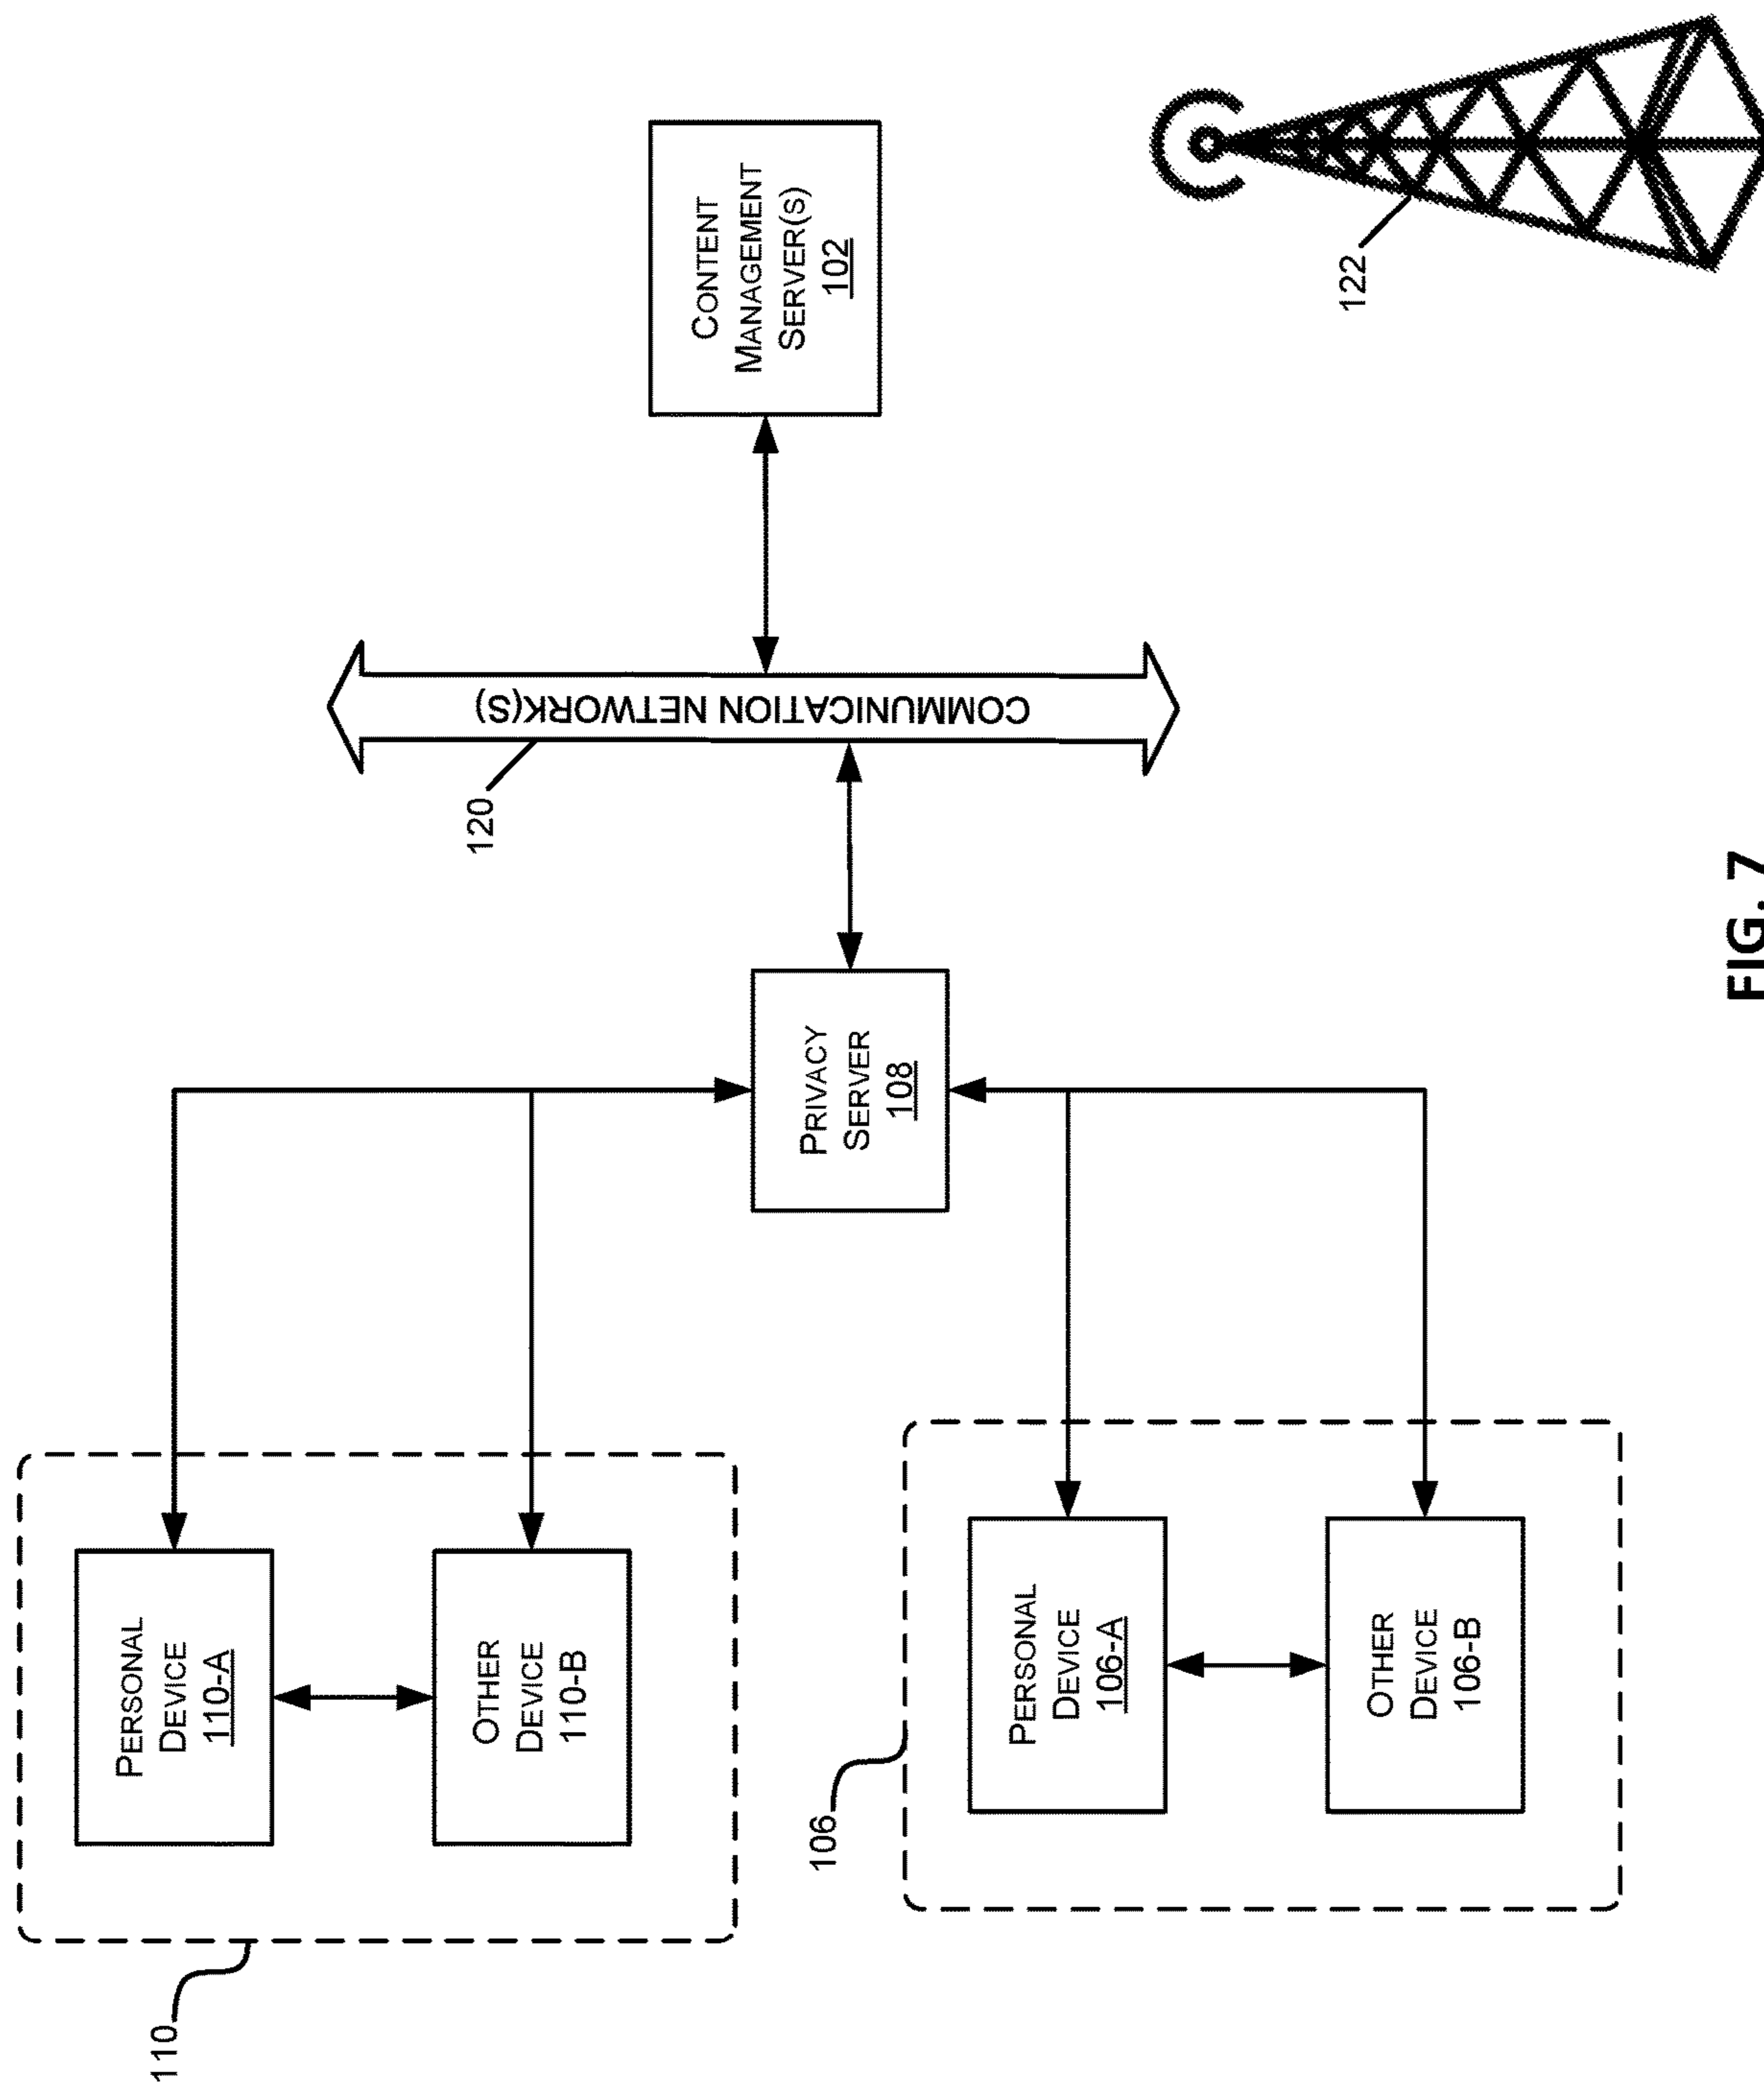 110
PERSONAL
DEVICE
110-A
OTHER
DEVICE
110-B
106
PERSONAL
DEVICE
106-A
OTHER
DEVICE
106-B
PRIVACY
SERVER
108
120
COMMUNICATION NETWORK(S)
CONTENT
MANAGEMENT
SERVER(S)
102
122
FIG. 7